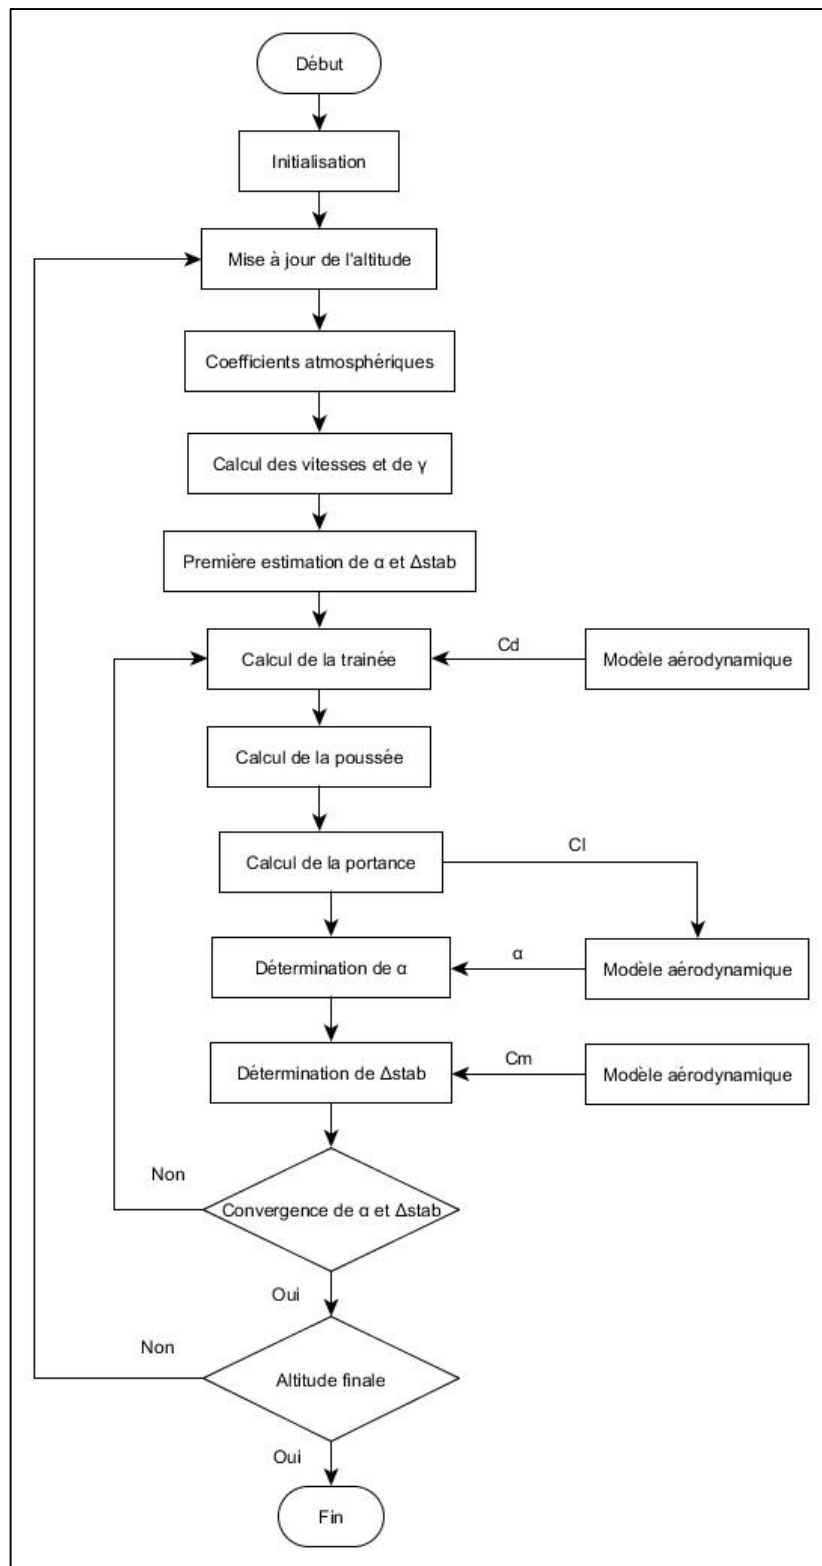 Début
Initialisation
Mise à jour de l'altitude
Coefficients atmosphériques
Calcul des vitesses et de γ
Première estimation de α et Δstab
Calcul de la trainée
Cd
Modèle aérodynamique
Calcul de la poussée
Calcul de la portance
Cl
Détermination de α
α
Modèle aérodynamique
Détermination de Δstab
Cm
Modèle aérodynamique
Non
Convergence de α et Δstab
Oui
Non
Altitude finale
Oui
Fin